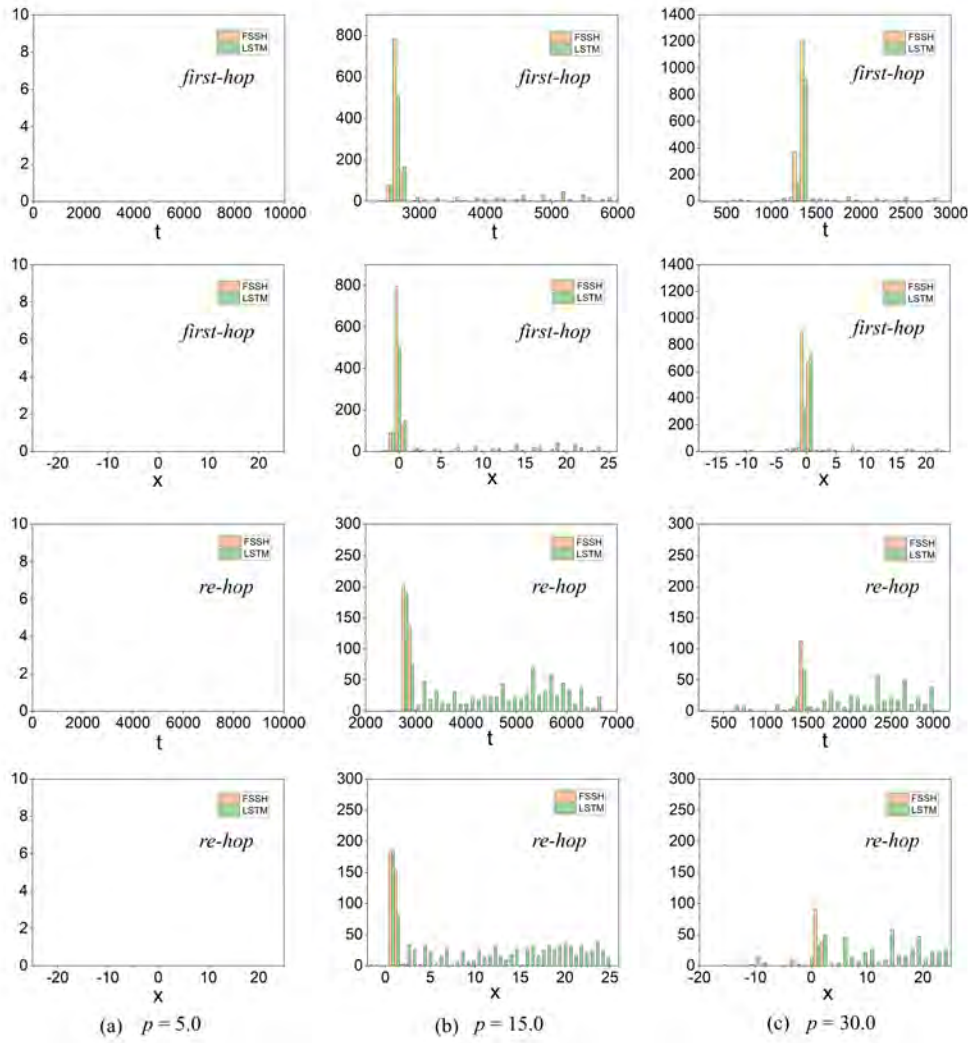 10
8
6
4
2
0
FSSH
LSTM
first-hop
0 2000 4000 6000 8000 10000
t
800
600
400
200
0
FSSH
LSTM
first-hop
3000 4000 5000 6000
t
1400
1200
1000
800
600
400
200
0
FSSH
LSTM
first-hop
500 1000 1500 2000 2500 3000
t
10
8
6
4
2
0
FSSH
LSTM
first-hop
-20 -10 0 10 20
x
800
600
400
200
0
FSSH
LSTM
first-hop
0 5 10 15 20 25
x
1400
1200
1000
800
600
400
200
0
FSSH
LSTM
first-hop
-15 -10 -5 0 5 10 15 20
x
10
8
6
4
2
0
FSSH
LSTM
re-hop
0 2000 4000 6000 8000 10000
t
300
250
200
150
100
50
0
FSSH
LSTM
re-hop
2000 3000 4000 5000 6000 7000
t
300
250
200
150
100
50
0
FSSH
LSTM
re-hop
500 1000 1500 2000 2500 3000
t
10
8
6
4
2
0
FSSH
LSTM
re-hop
-20 -10 0 10 20
x
300
250
200
150
100
50
0
FSSH
LSTM
re-hop
0 5 10 15 20 25
x
300
250
200
150
100
50
0
FSSH
LSTM
re-hop
-20 -10 0 10 20
x
(a) p = 5.0
(b) p = 15.0
(c) p = 30.0